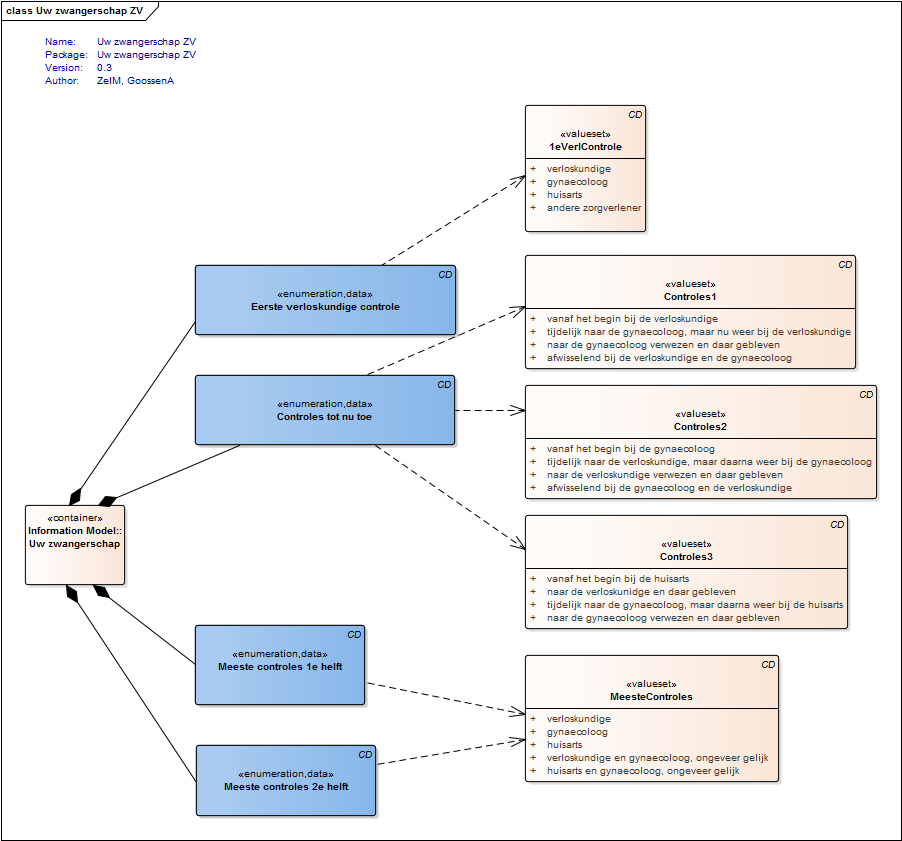 class Uw zwangerschap ZV
Name: Uw zwangerschap ZV
Package: Uw zwangerschap ZV
Version: 0.3
Author: ZelM, GoossenA
CD
«valueset»
1eVerlControle
+ verloskundige
+ gynaecoloog
+ huisarts
+ andere zorgverlener
CD
«enumeration,data»
Eerste verloskundige controle
CD
«valueset»
Controles1
+ vanaf het begin bij de verloskundige
+ tijdelijk naar de gynaecoloog, maar nu weer bij de verloskundige
+ naar de gynaecoloog verwezen en daar gebleven
+ afwisselend bij de verloskundige en de gynaecoloog
CD
«enumeration,data»
Controles tot nu toe
CD
«valueset»
Controles2
+ vanaf het begin bij de gynaecoloog
+ tijdelijk naar de verloskundige, maar daarna weer bij de gynaecoloog
+ naar de verloskundige verwezen en daar gebleven
+ afwisselend bij de gynaecoloog en de verloskundige
«container»
Information Model::
Uw zwangerschap
CD
«valueset»
Controles3
+ vanaf het begin bij de huisarts
+ naar de verloskunidge en daar gebleven
+ tijdelijk naar de gynaecoloog, maar daarna weer bij de huisarts
+ naar de gynaecoloog verwezen en daar gebleven
CD
«enumeration,data»
Meeste controles 1e helft
CD
«valueset»
MeesteControles
+ verloskundige
+ gynaecoloog
+ huisarts
+ verloskundige en gynaecoloog, ongeveer gelijk
+ huisarts en gynaecoloog, ongeveer gelijk
CD
«enumeration,data»
Meeste controles 2e helft